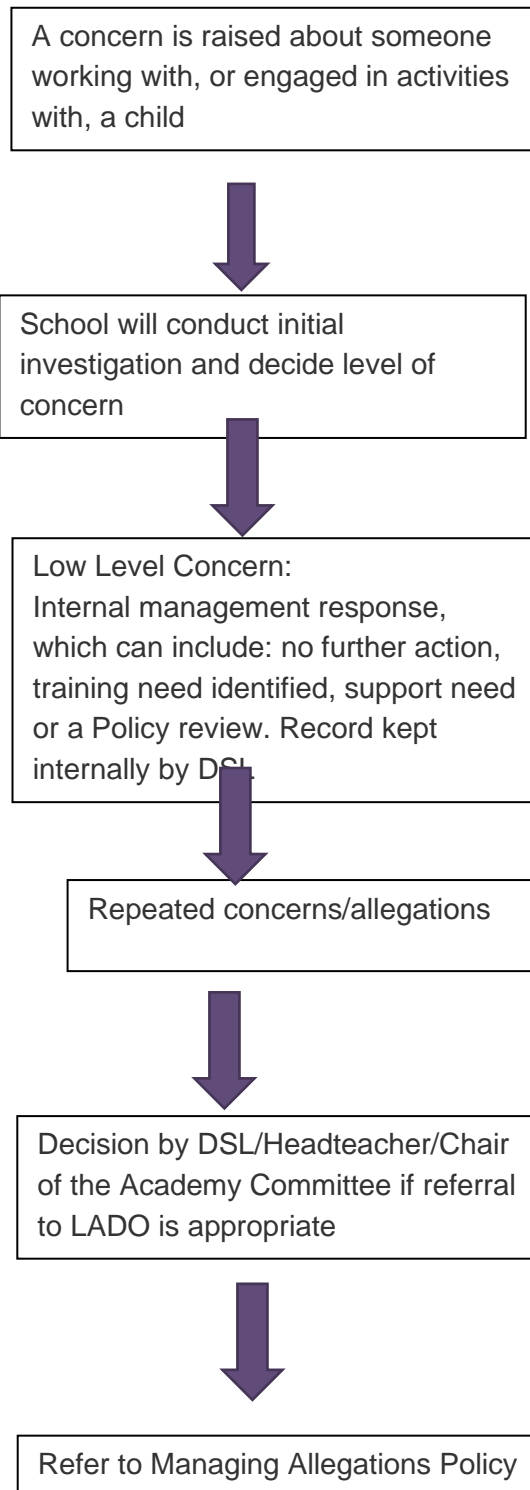 A concern is raised about someone
working with, or engaged in activities
with, a child
School will conduct initial
investigation and decide level of
concern
Low Level Concern:
Internal management response,
which can include: no further action,
training need identified, support need
or a Policy review. Record kept
internally by DSL
Repeated concerns/allegations
Decision by DSL/Headteacher/Chair
of the Academy Committee if referral
to LADO is appropriate
Refer to Managing Allegations Policy